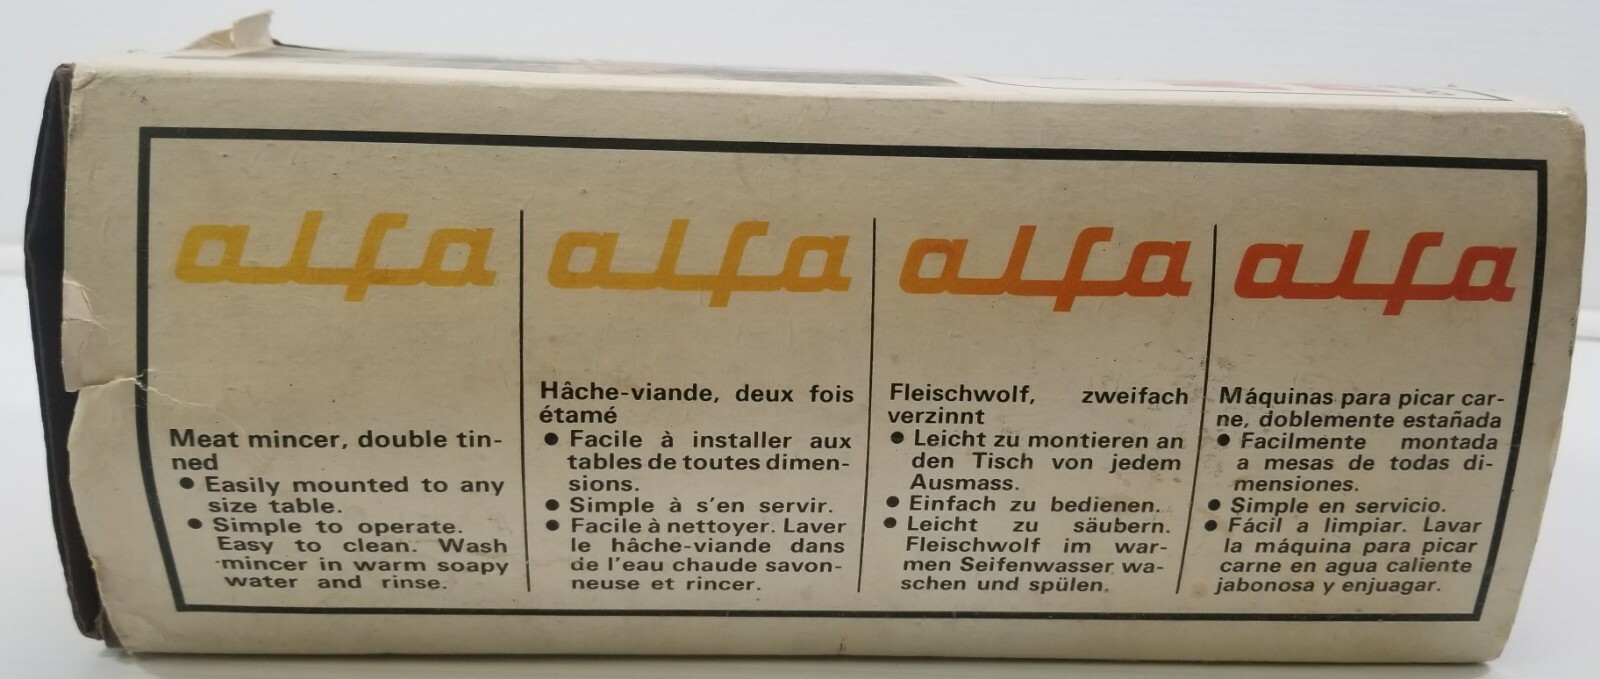 alfa
Meat mincer, double tin-
ned
● Easily mounted to any
size table.
● Simple to operate.
Easy to clean. Wash
mincer in warm soapy
water and rinse.
alfa
Hâche-viande, deux fois
étamé
● Facile à installer aux
tables de toutes dimen-
sions.
● Simple à s'en servir.
● Facile à nettoyer. Laver
le hâche-viande dans
de l'eau chaude savon-
neuse et rincer.
alfa
Fleischwolf, zweifach
verzinnt
● Leicht zu montieren an
den Tisch von jedem
Ausmass.
● Einfach zu bedienen.
● Leicht zu säubern.
Fleischwolf im war-
men Seifenwasser wa-
schen und spülen.
alfa
Máquinas para picar car-
ne, doblemente estañada
● Facilmente montada
a mesas de todas di-
mensiones.
● Simple en servicio.
● Fácil a limpiar. Lavar
la máquina para picar
carne en agua caliente
jabonosa y enjuagar.